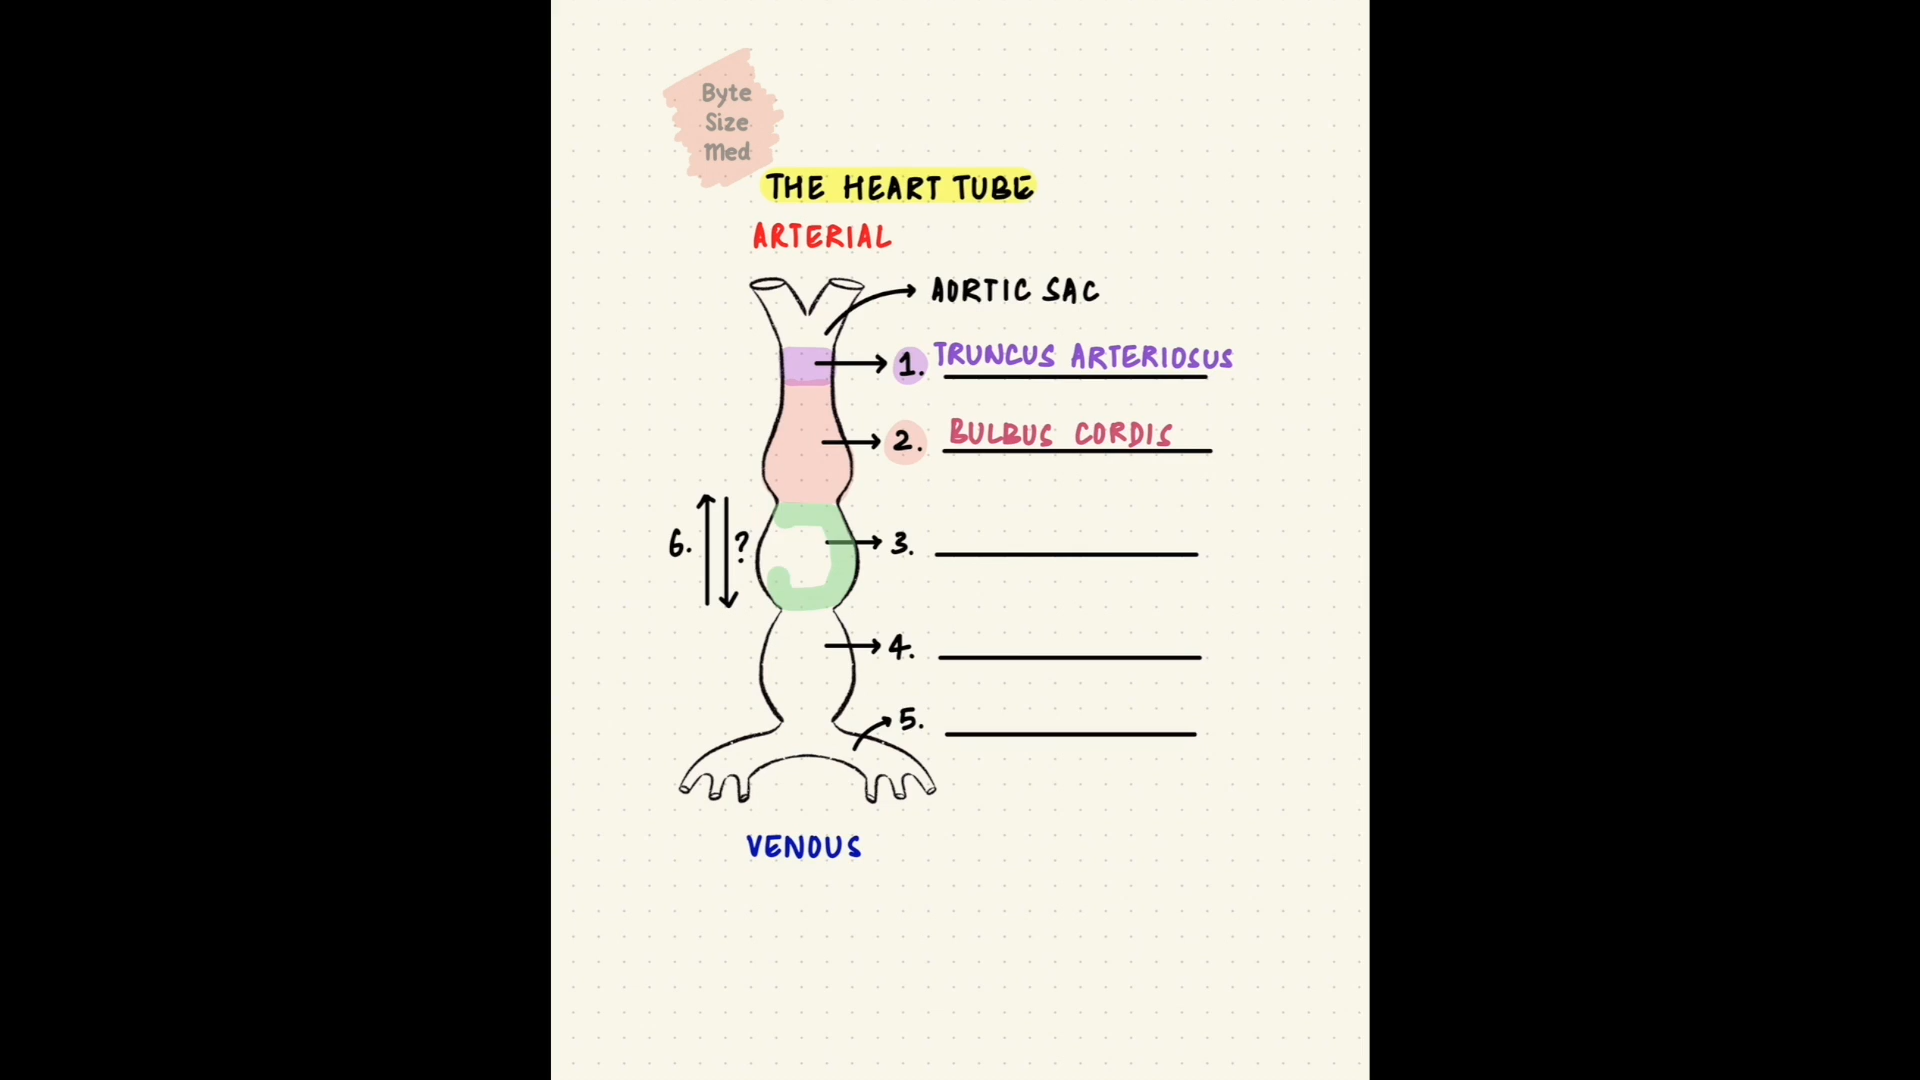 Byte
Size
Med
THE HEART TUBE
ARTERIAL
AORTIC SAC
1. TRUNCUS ARTERIOSUS
2. BULBUS CORDIS
6. ?
3.
4.
5.
VENOUS